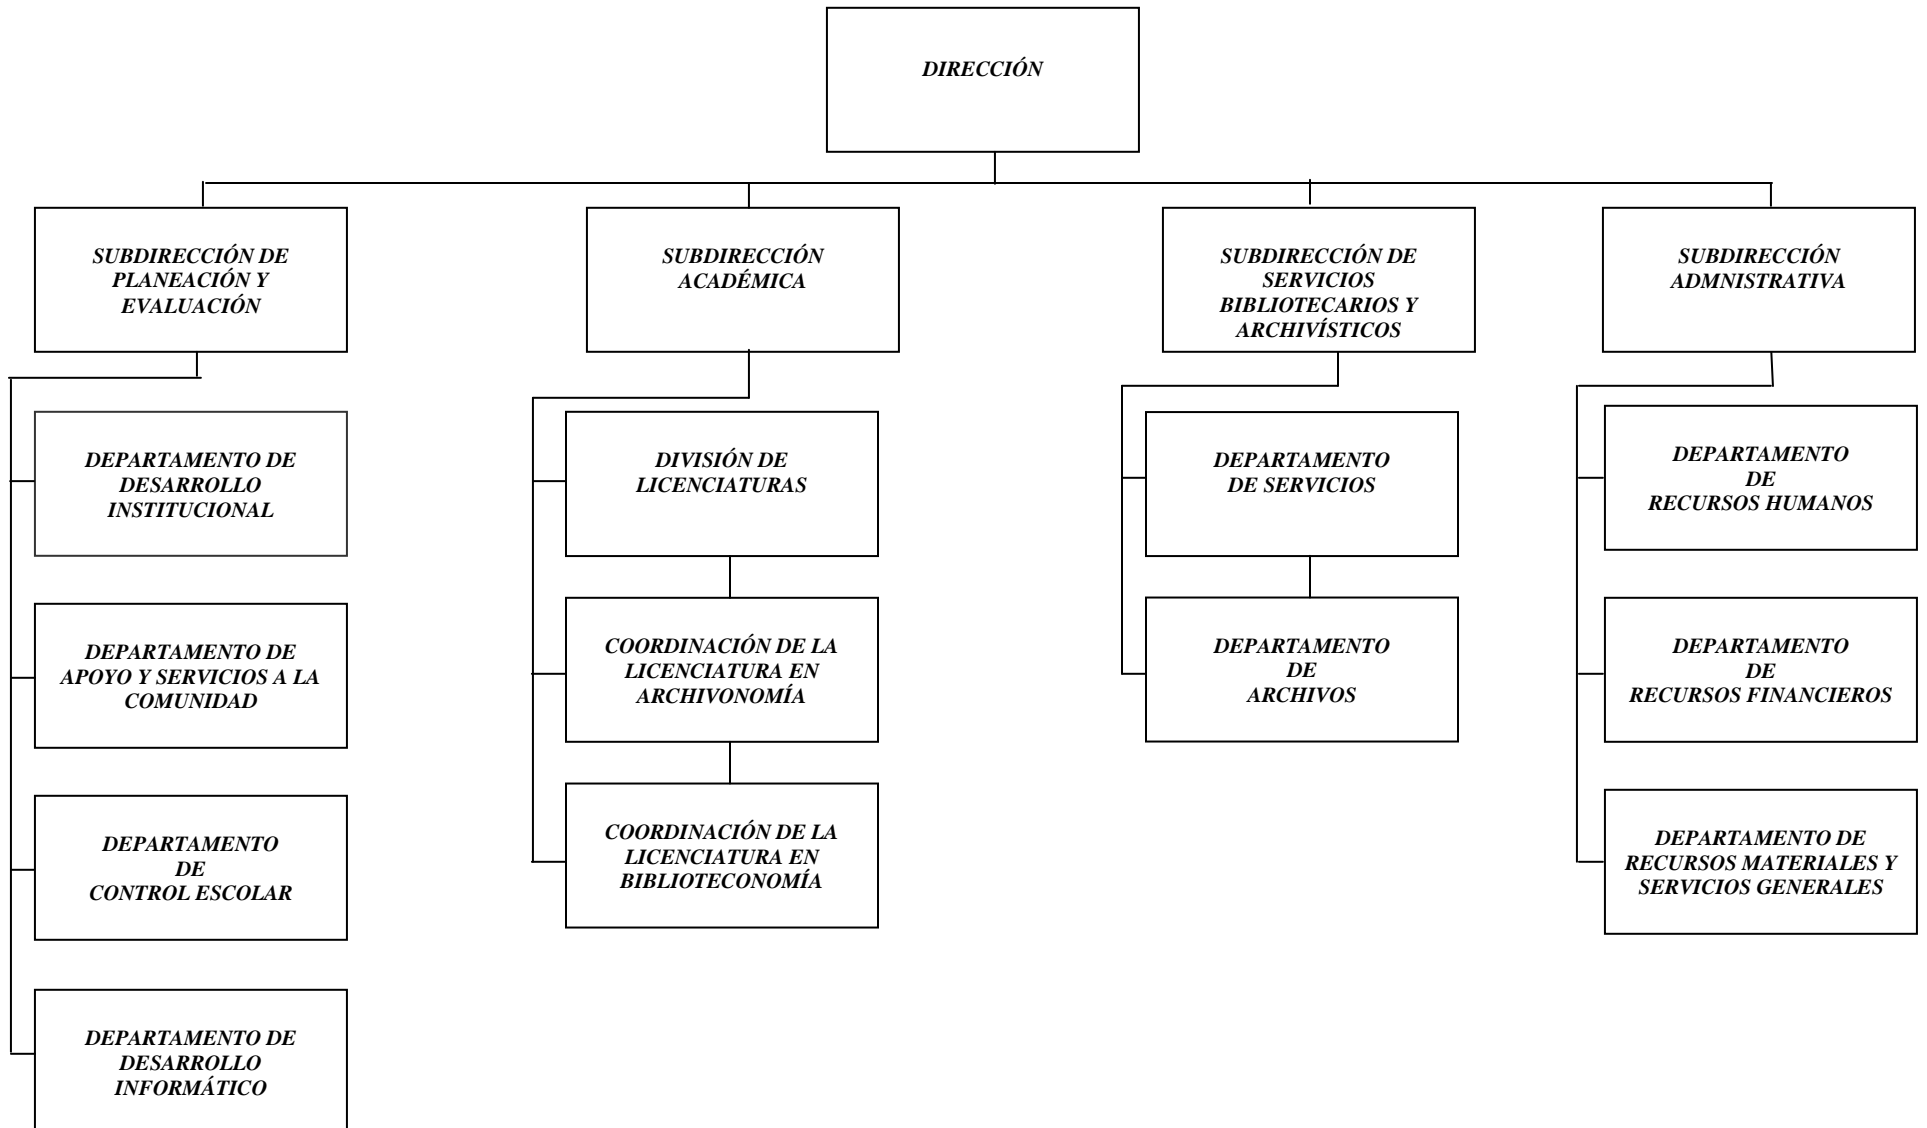 DIRECCIÓN
SUBDIRECCIÓN DE
PLANEACIÓN Y
EVALUACIÓN
SUBDIRECCIÓN
ACADÉMICA
SUBDIRECCIÓN DE
SERVICIOS
BIBLIOTECARIOS Y
ARCHIVÍSTICOS
SUBDIRECCIÓN
ADMNISTRATIVA
DEPARTAMENTO DE
DESARROLLO
INSTITUCIONAL
DEPARTAMENTO DE
APOYO Y SERVICIOS A LA
COMUNIDAD
DEPARTAMENTO
DE
CONTROL ESCOLAR
DEPARTAMENTO DE
DESARROLLO
INFORMÁTICO
DIVISIÓN DE
LICENCIATURAS
COORDINACIÓN DE LA
LICENCIATURA EN
ARCHIVONOMÍA
COORDINACIÓN DE LA
LICENCIATURA EN
BIBLIOTECONOMÍA
DEPARTAMENTO
DE SERVICIOS
DEPARTAMENTO
DE
ARCHIVOS
DEPARTAMENTO
DE
RECURSOS HUMANOS
DEPARTAMENTO
DE
RECURSOS FINANCIEROS
DEPARTAMENTO DE
RECURSOS MATERIALES Y
SERVICIOS GENERALES